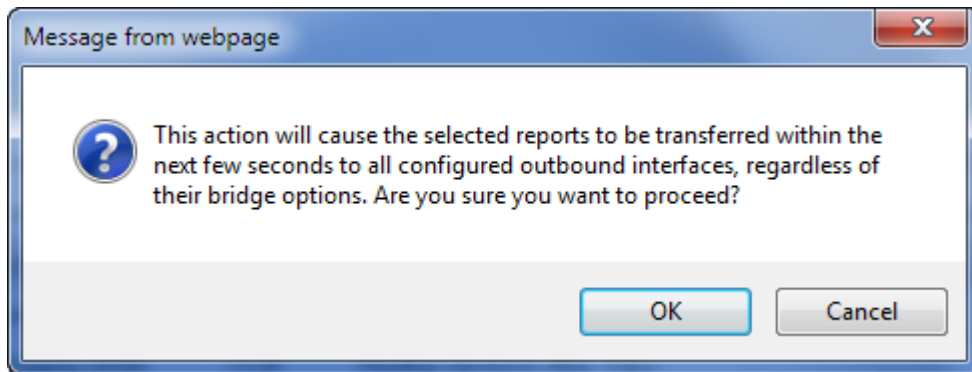 Message from webpage
This action will cause the selected reports to be transferred within the
next few seconds to all configured outbound interfaces, regardless of
their bridge options. Are you sure you want to proceed?
OK
Cancel